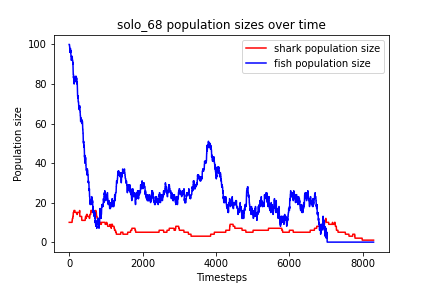 solo_68 population sizes over time
shark population size
fish population size
Population size
100
80
60
40
20
0
0 2000 4000 6000 8000
Timesteps